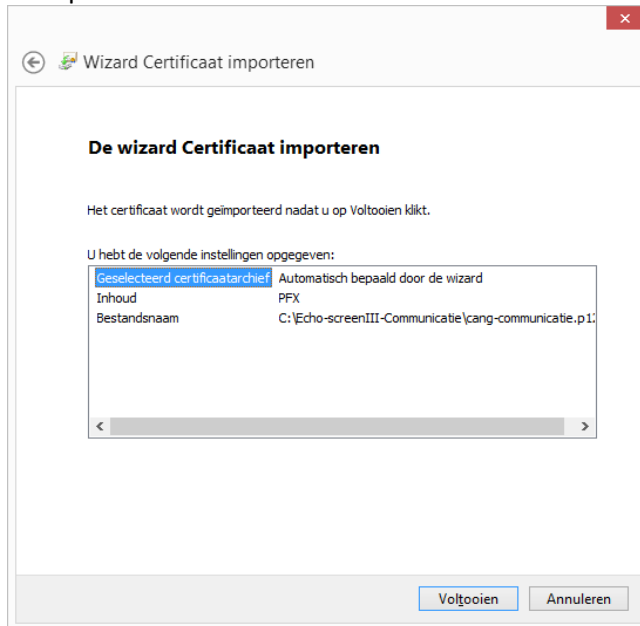 Wizard Certificaat importeren
De wizard Certificaat importeren
Het certificaat wordt geïmporteerd nadat u op Voltooien klikt.
U hebt de volgende instellingen opgegeven:
Geselecteerd certificaatarchief Automatisch bepaald door de wizard
Inhoud PFX
Bestandsnaam C:\Echo-screenIII-Communicatie\cang-communicatie.p12
Voltooien Annuleren